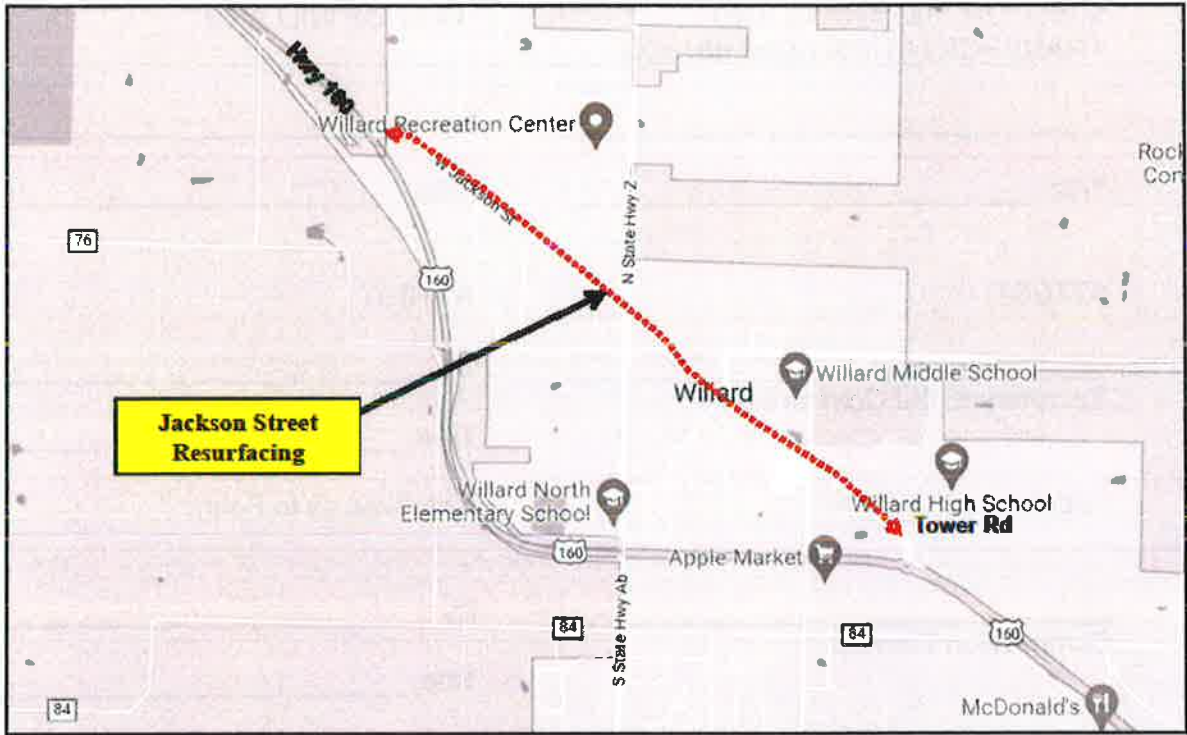 Hwy 160
Willard Recreation Center
W Jackson St
Rock
Con
N State Hwy Z
76
160
Willard Middle School
Willard
Jackson Street
Resurfacing
Willard North
Elementary School
Willard High School
Tower Rd
160
Apple Market
S State Hwy Ab
84
84
160
84
McDonald's